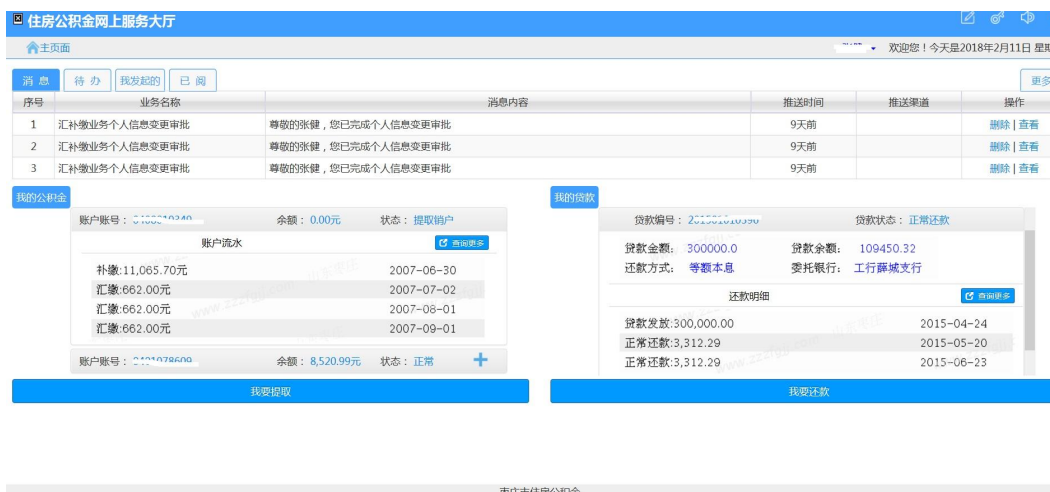 住房公积金网上服务大厅
主页面 欢迎您！今天是2018年2月11日 星期
消 息 待 办 我发起的 已 阅 更多
序号 业务名称 消息内容 推送时间 推送渠道 操作
1 汇补缴业务个人信息变更审批 尊敬的张健，您已完成个人信息变更审批 9天前 删除 | 查看
2 汇补缴业务个人信息变更审批 尊敬的张健，您已完成个人信息变更审批 9天前 删除 | 查看
3 汇补缴业务个人信息变更审批 尊敬的张健，您已完成个人信息变更审批 9天前 删除 | 查看
我的公积金 我的贷款
账户账号： 余额：0.00元 状态：提取销户 贷款编号： 贷款状态：正常还款
账户流水 查询更多
贷款金额： 300000.0 贷款余额： 109450.32
补缴:11,065.70元 2007-06-30
还款方式： 等额本息 委托银行： 工行薛城支行
汇缴:662.00元 2007-07-02
还款明细 查询更多
汇缴:662.00元 2007-08-01
汇缴:662.00元 2007-09-01
贷款发放:300,000.00 2015-04-24
正常还款:3,312.29 2015-05-20
账户账号： 余额：8,520.99元 状态：正常
正常还款:3,312.29 2015-06-23
我要提取 我要还款
枣庄市住房公积金